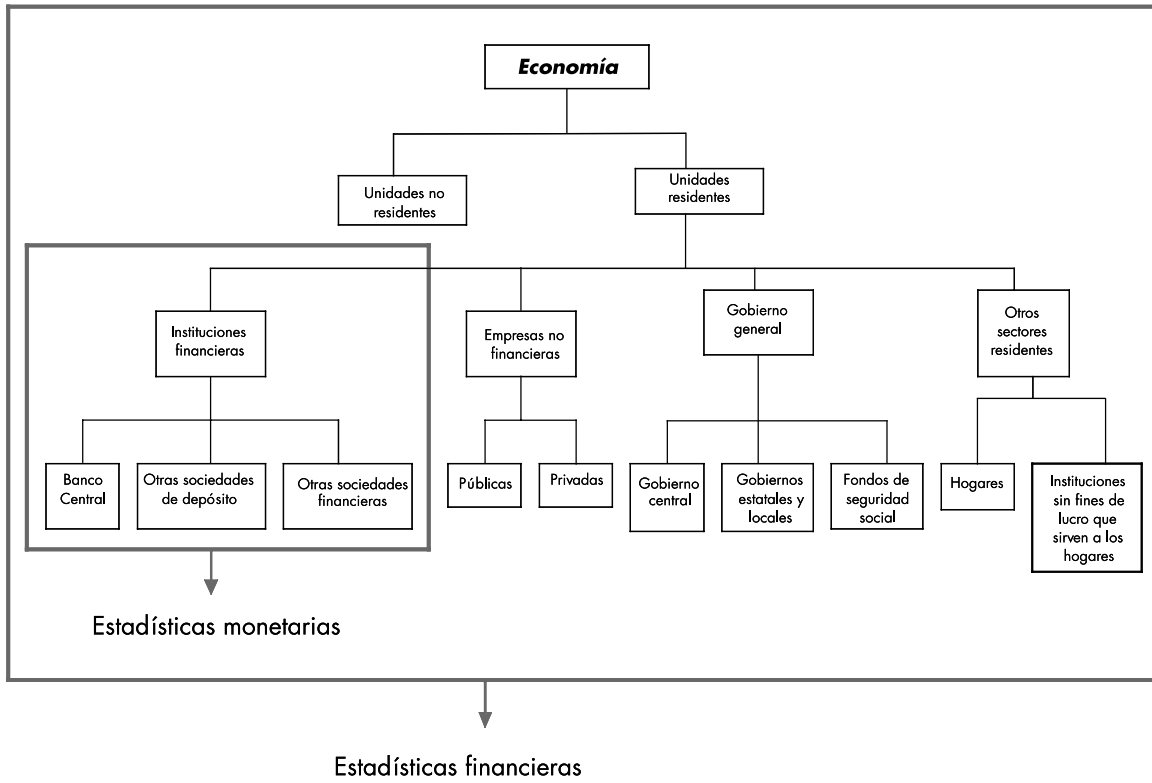 Economía
Unidades no
residentes
Unidades
residentes
Instituciones
financieras
Empresas no
financieras
Gobierno
general
Otros
sectores
residentes
Banco
Central
Otras sociedades
de depósito
Otras sociedades
financieras
Públicas
Privadas
Gobierno
central
Gobiernos
estatales y
locales
Fondos de
seguridad
social
Hogares
Instituciones
sin fines de
lucro que
sirven a los
hogares
Estadísticas monetarias
Estadísticas financieras